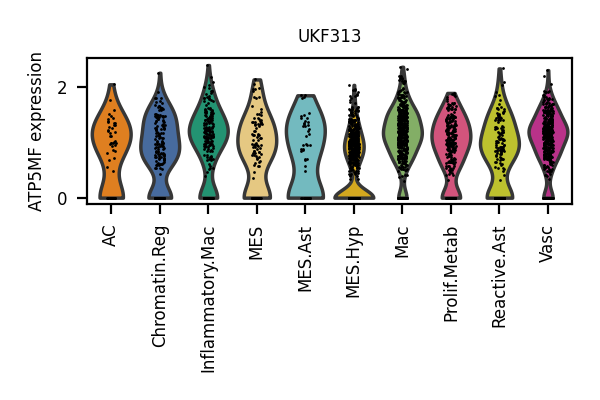 UKF313
ATP5MF expression
2
0
AC
Chromatin.Reg
Inflammatory.Mac
MES
MES.Ast
MES.Hyp
Mac
Prolif.Metab
Reactive.Ast
Vasc